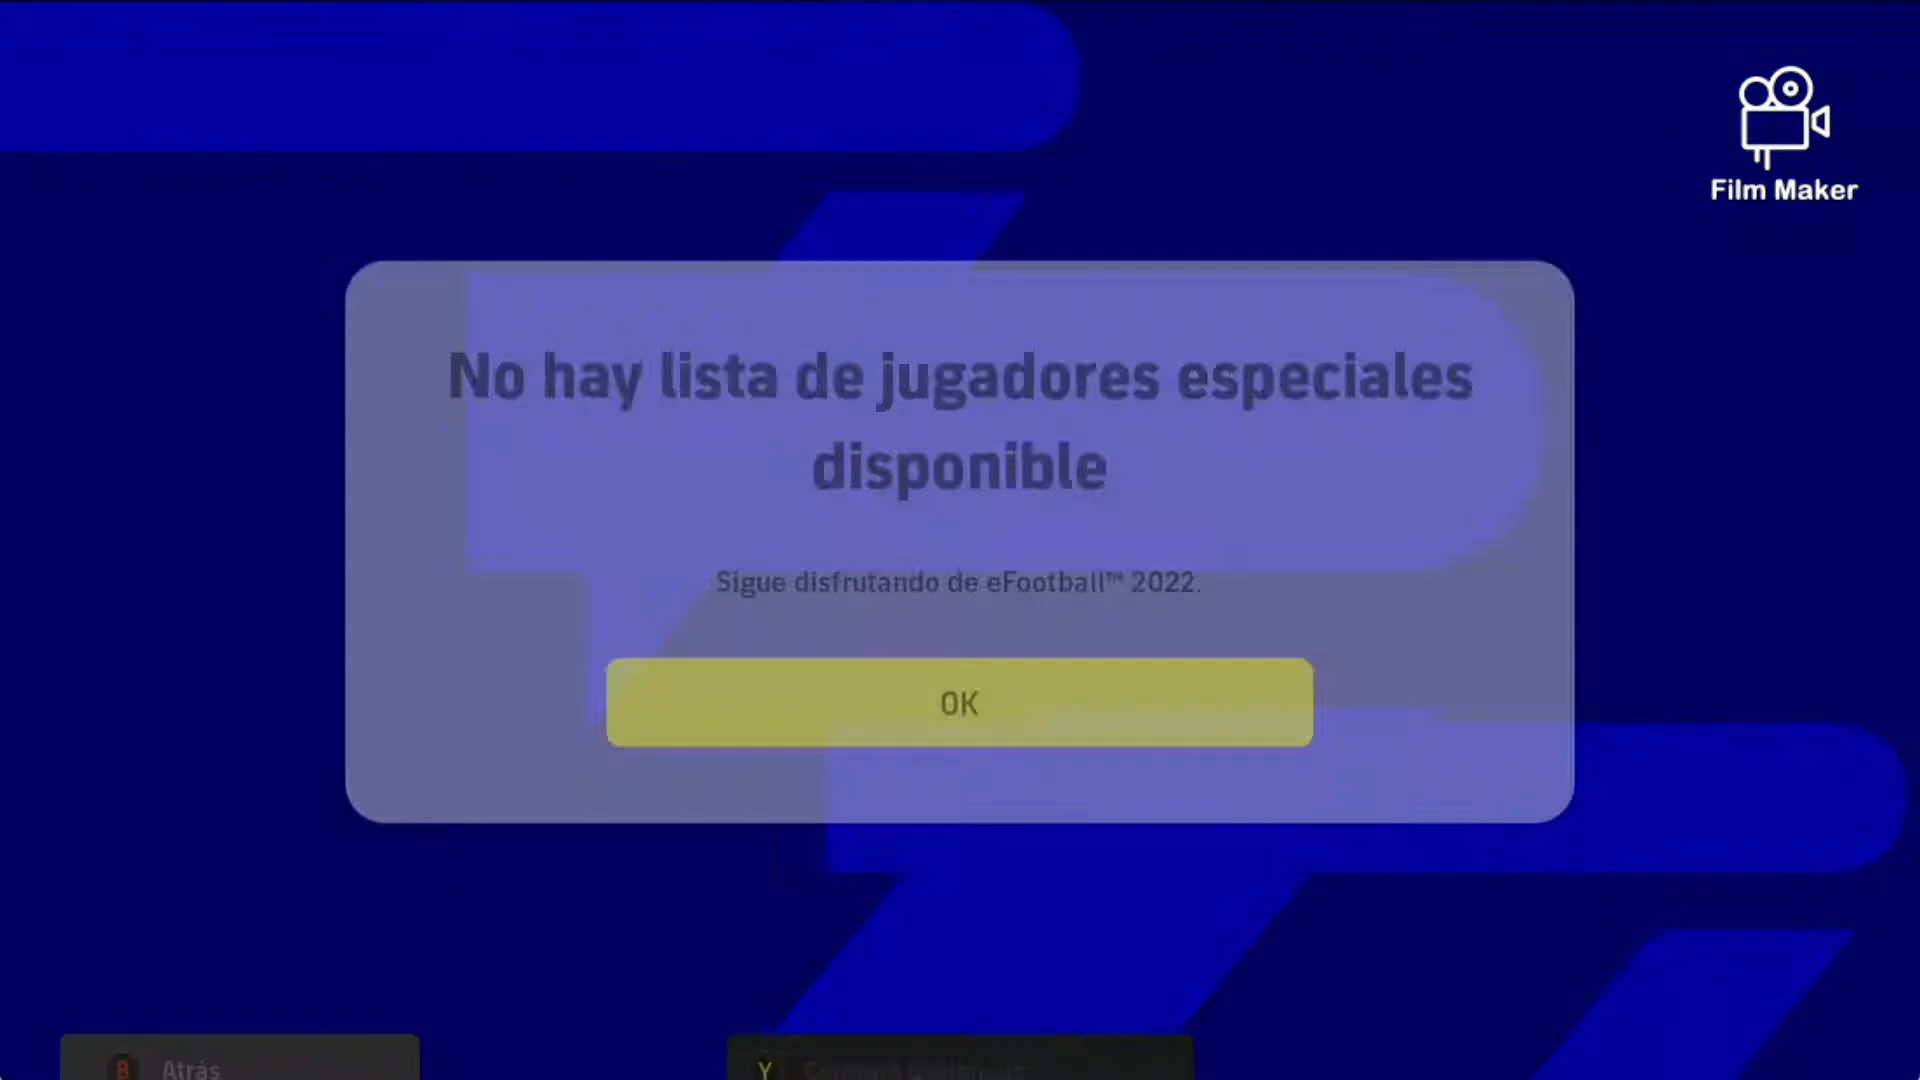 Film Maker
No hay lista de jugadores especiales
disponible
Sigue disfrutando de eFootball™ 2022.
OK
B Atrás
Y